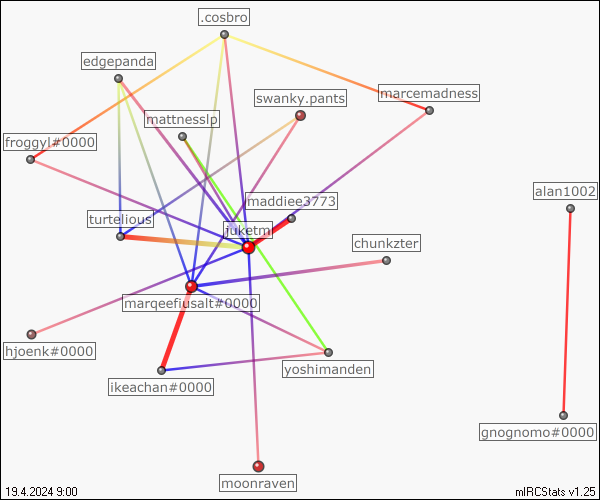 .cosbro
edgepanda
swanky.pants
marcemadness
mattnesslp
froggyl#0000
alan1002
maddiee3773
turtelious
juketm
chunkzter
marqeefiusalt#0000
hjoenk#0000
yoshimanden
ikeachan#0000
gnognomo#0000
moonraven
19.4.2024 9:00
mIRCStats v1.25